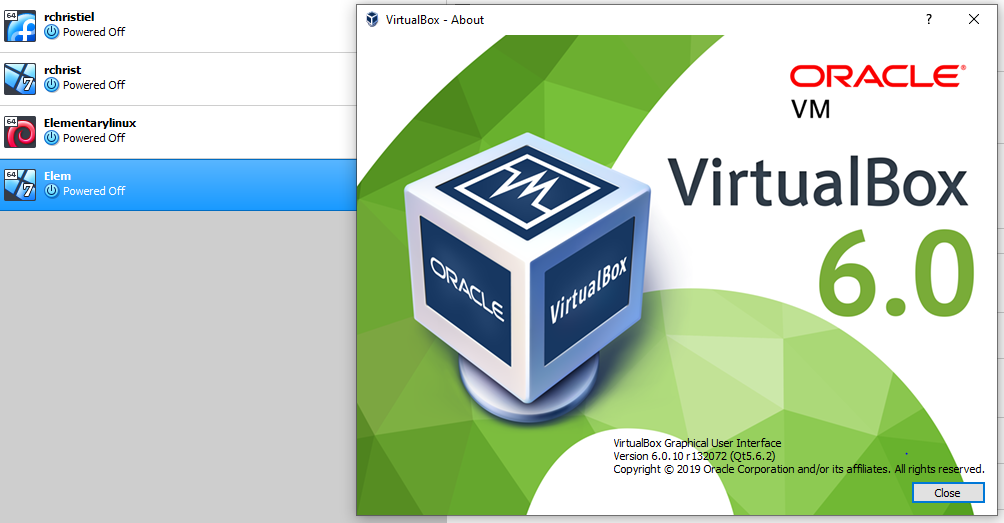 64
rchristiel
Powered Off
7
rchrist
Powered Off
64
Elementarylinux
Powered Off
64
7
Elem
Powered Off
VirtualBox - About
?
ORACLE®
VM
VirtualBox
6.0
ORACLE
VirtualBox
VirtualBox Graphical User Interface
Version 6.0.10 r132072 (Qt5.6.2)
Copyright © 2019 Oracle Corporation and/or its affiliates. All rights reserved.
Close